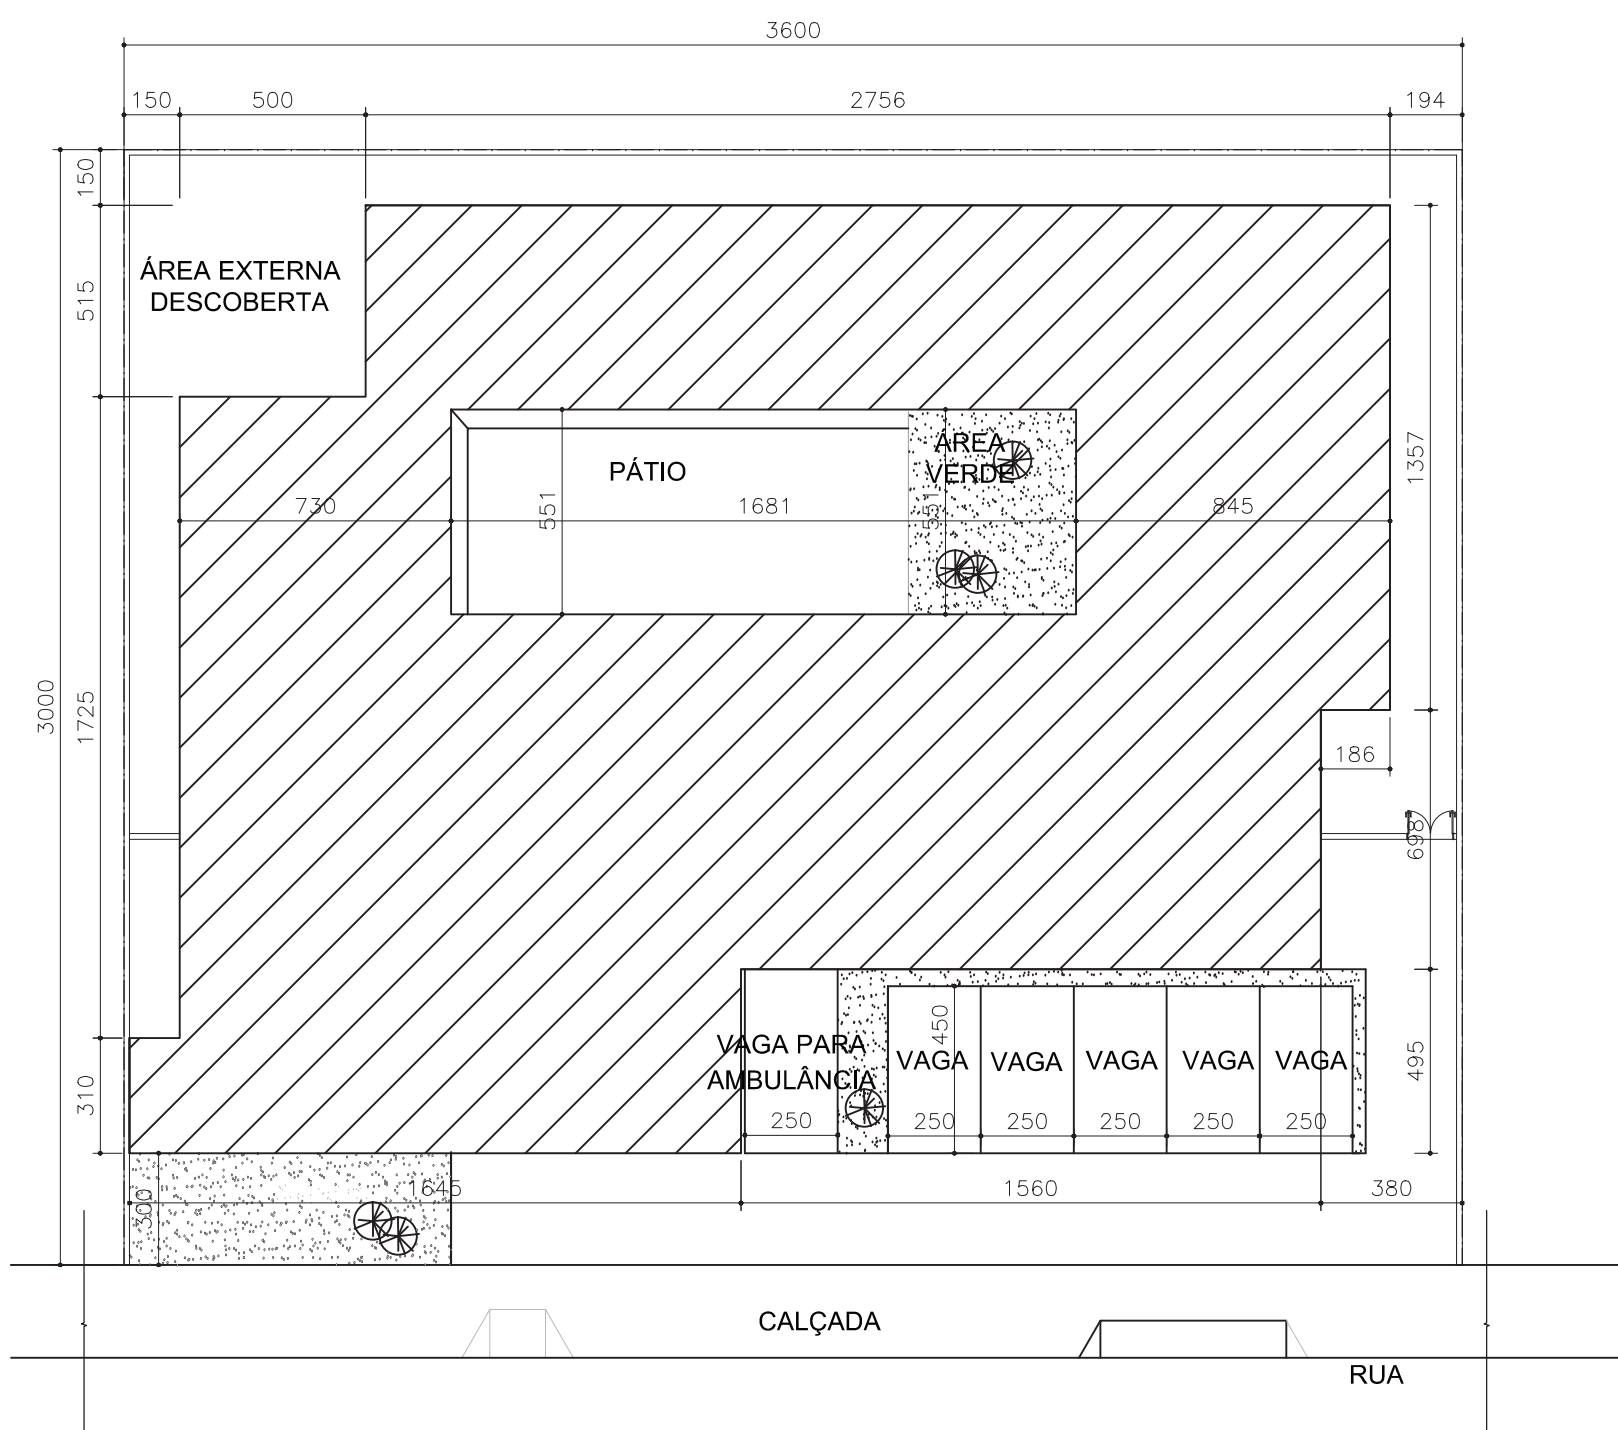 3600
150
500
2756
194
150
ÁREA EXTERNA
DESCOBERTA
515
ÁREA
VERDE
PÁTIO
1357
730
551
1681
551
845
3000
1725
186
698
450
VAGA PARA
AMBULÂNCIA
VAGA
VAGA
VAGA
VAGA
VAGA
495
310
250
250
250
250
250
250
300
1645
1560
380
CALÇADA
RUA